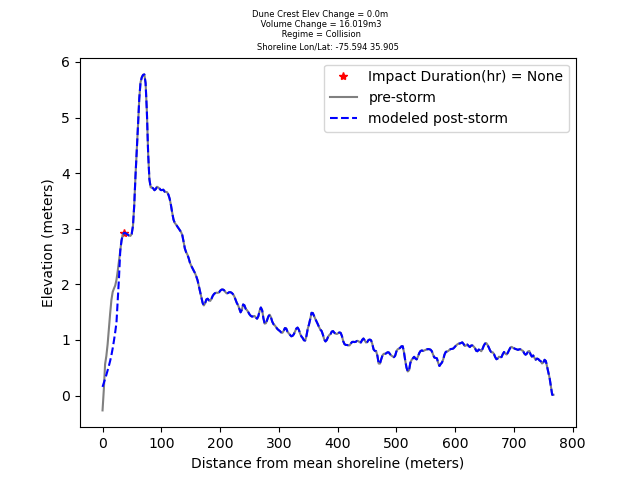 Dune Crest Elev Change = 0.0m
Volume Change = 16.019m3
Regime = Collision
Shoreline Lon/Lat: -75.594 35.905
Impact Duration(hr) = None
pre-storm
modeled post-storm
Elevation (meters)
6
5
4
3
2
1
0
0 100 200 300 400 500 600 700 800
Distance from mean shoreline (meters)